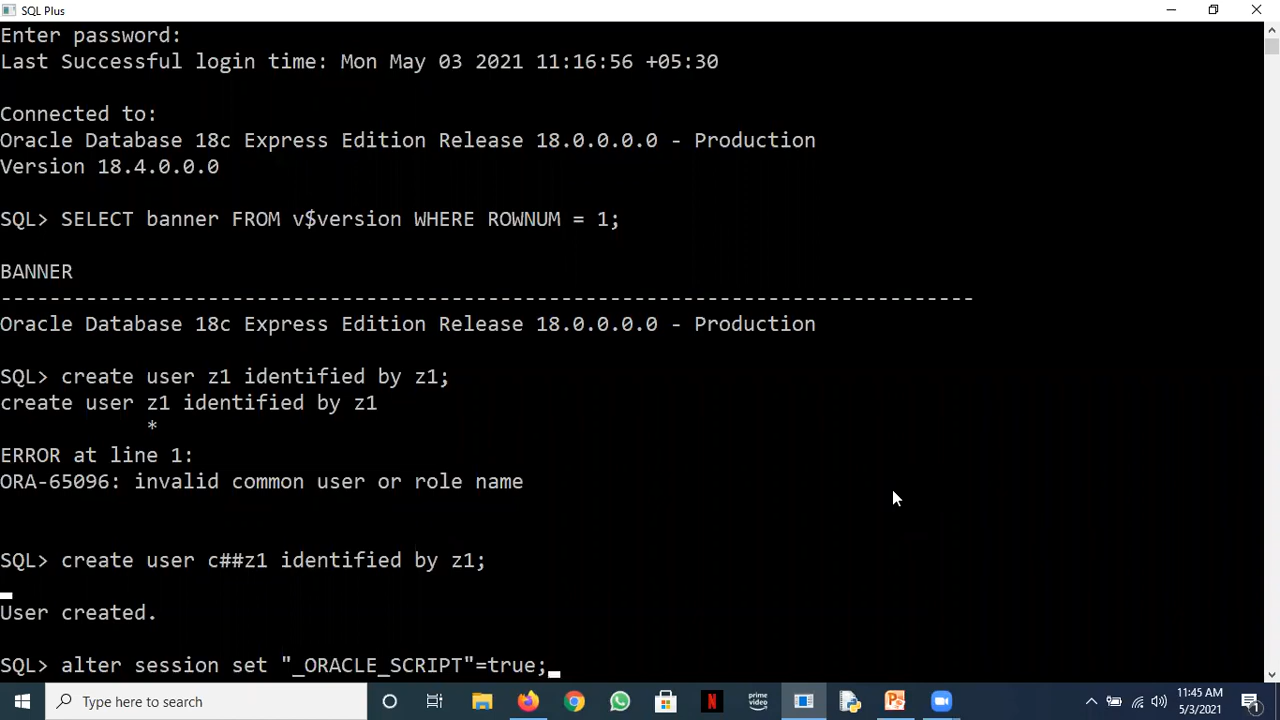 SQL Plus
Enter password:
Last Successful login time: Mon May 03 2021 11:16:56 +05:30
Connected to:
Oracle Database 18c Express Edition Release 18.0.0.0.0 - Production
Version 18.4.0.0.0
SQL> SELECT banner FROM v$version WHERE ROWNUM = 1;
BANNER
--------------------------------------------------------------------------------
Oracle Database 18c Express Edition Release 18.0.0.0.0 - Production
SQL> create user z1 identified by z1;
create user z1 identified by z1
*
ERROR at line 1:
ORA-65096: invalid common user or role name
SQL> create user c##z1 identified by z1;
User created.
SQL> alter session set "_ORACLE_SCRIPT"=true;
Type here to search
N
prime video
11:45 AM
5/3/2021
1